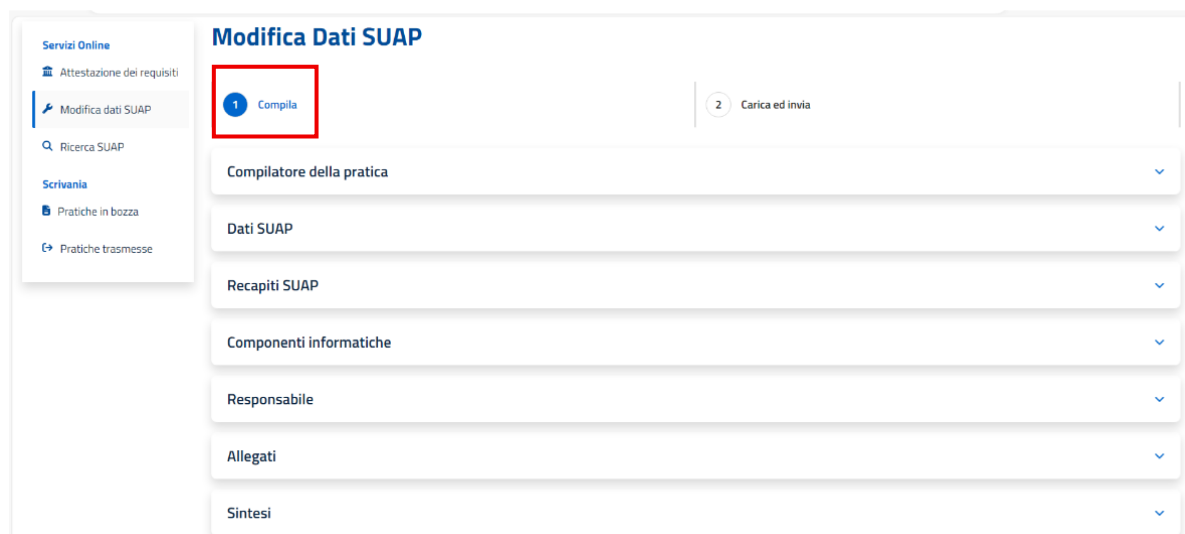 Servizi Online
Attestazione dei requisiti
Modifica dati SUAP
Ricerca SUAP
Scrivania
Pratiche in bozza
Pratiche trasmesse
Modifica Dati SUAP
1 Compila
2 Carica ed invia
Compilatore della pratica
Dati SUAP
Recapiti SUAP
Componenti informatiche
Responsabile
Allegati
Sintesi